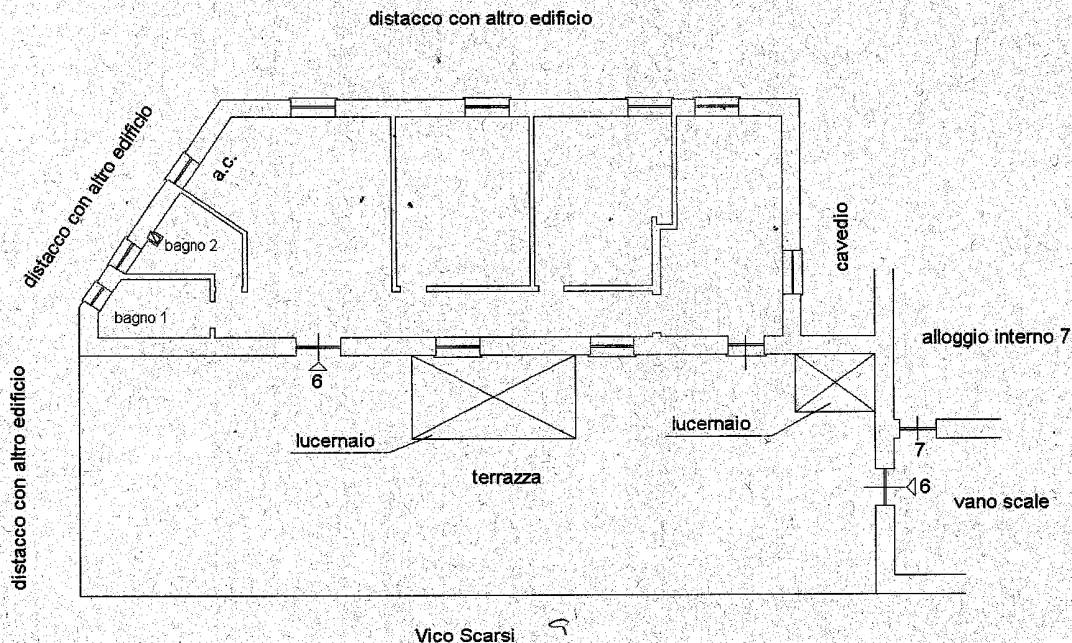 distacco con altro edificio
distacco con altro edificio
a.c.
bagno 2
cavedio
bagno 1
alloggio interno 7
6
distacco con altro edificio
lucernaio
lucernaio
7
terrazza
6
vano scale
Vico Scarsi